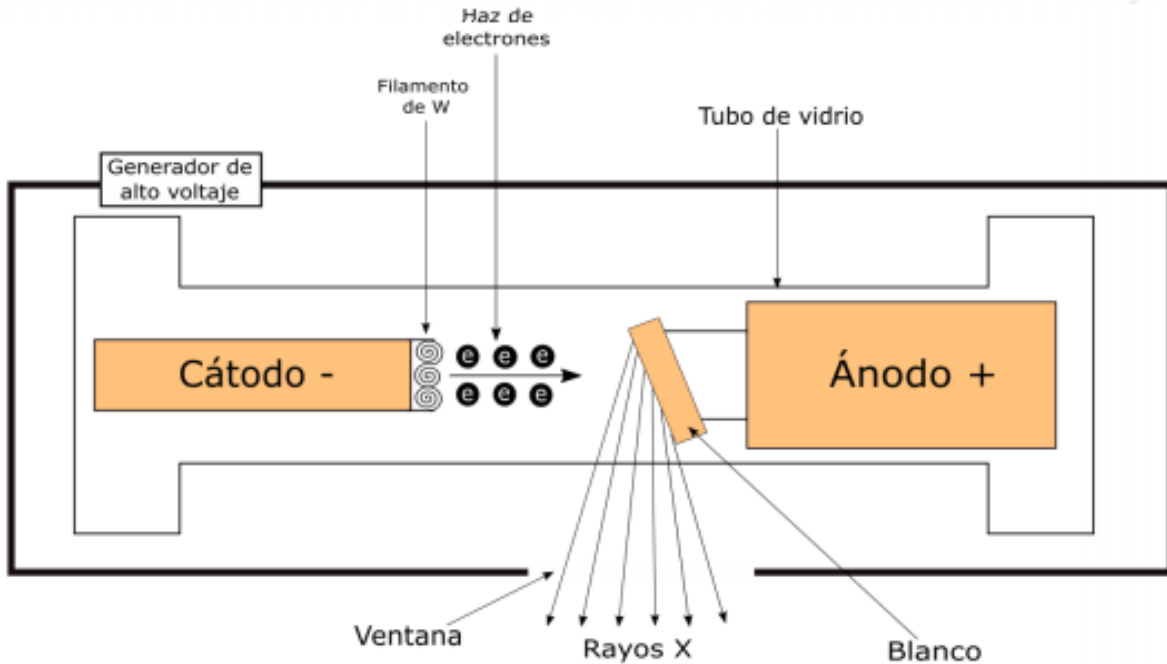 Haz de
electrones
Filamento
de W
Tubo de vidrio
Generador de
alto voltaje
Cátodo -
e e e
e e e
Ánodo +
Ventana
Rayos X
Blanco